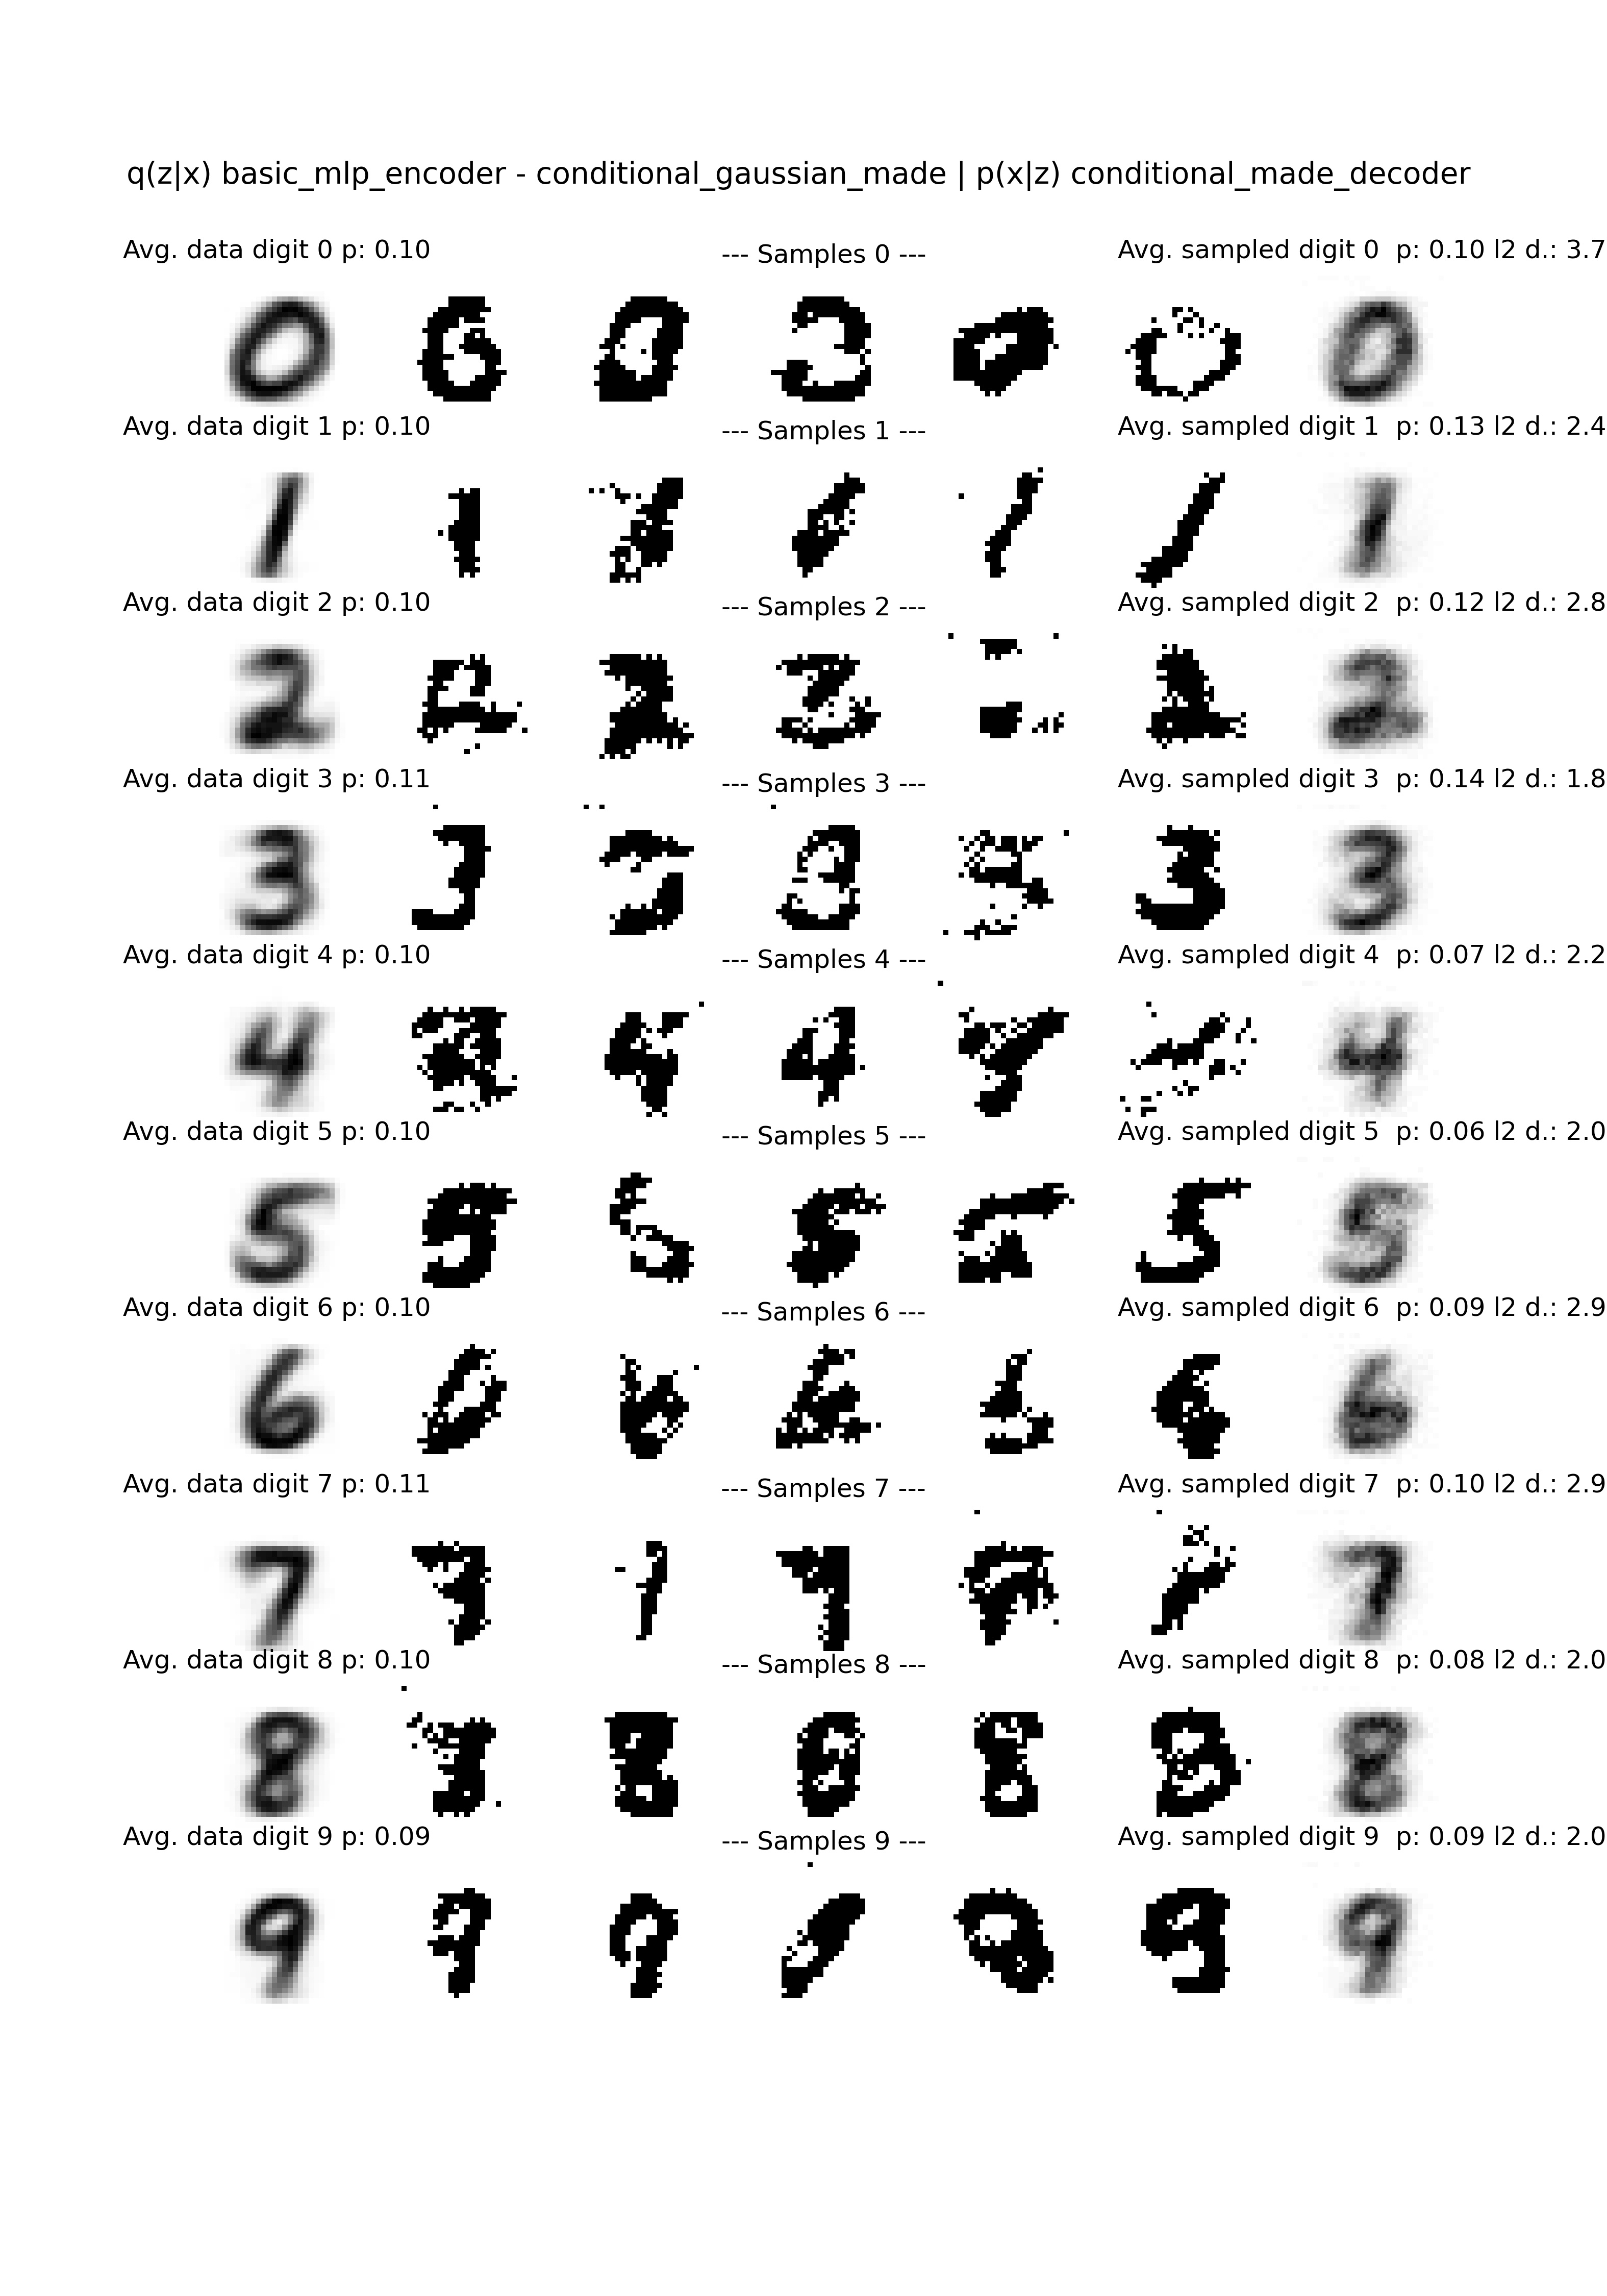 q(z|x) basic_mlp_encoder - conditional_gaussian_made | p(x|z) conditional_made_decoder
Avg. data digit 0 p: 0.10 --- Samples 0 --- Avg. sampled digit 0  p: 0.10 l2 d.: 3.7
Avg. data digit 1 p: 0.10 --- Samples 1 --- Avg. sampled digit 1  p: 0.13 l2 d.: 2.4
Avg. data digit 2 p: 0.10 --- Samples 2 --- Avg. sampled digit 2  p: 0.12 l2 d.: 2.8
Avg. data digit 3 p: 0.11 --- Samples 3 --- Avg. sampled digit 3  p: 0.14 l2 d.: 1.8
Avg. data digit 4 p: 0.10 --- Samples 4 --- Avg. sampled digit 4  p: 0.07 l2 d.: 2.2
Avg. data digit 5 p: 0.10 --- Samples 5 --- Avg. sampled digit 5  p: 0.06 l2 d.: 2.0
Avg. data digit 6 p: 0.10 --- Samples 6 --- Avg. sampled digit 6  p: 0.09 l2 d.: 2.9
Avg. data digit 7 p: 0.11 --- Samples 7 --- Avg. sampled digit 7  p: 0.10 l2 d.: 2.9
Avg. data digit 8 p: 0.10 --- Samples 8 --- Avg. sampled digit 8  p: 0.08 l2 d.: 2.0
Avg. data digit 9 p: 0.09 --- Samples 9 --- Avg. sampled digit 9  p: 0.09 l2 d.: 2.0